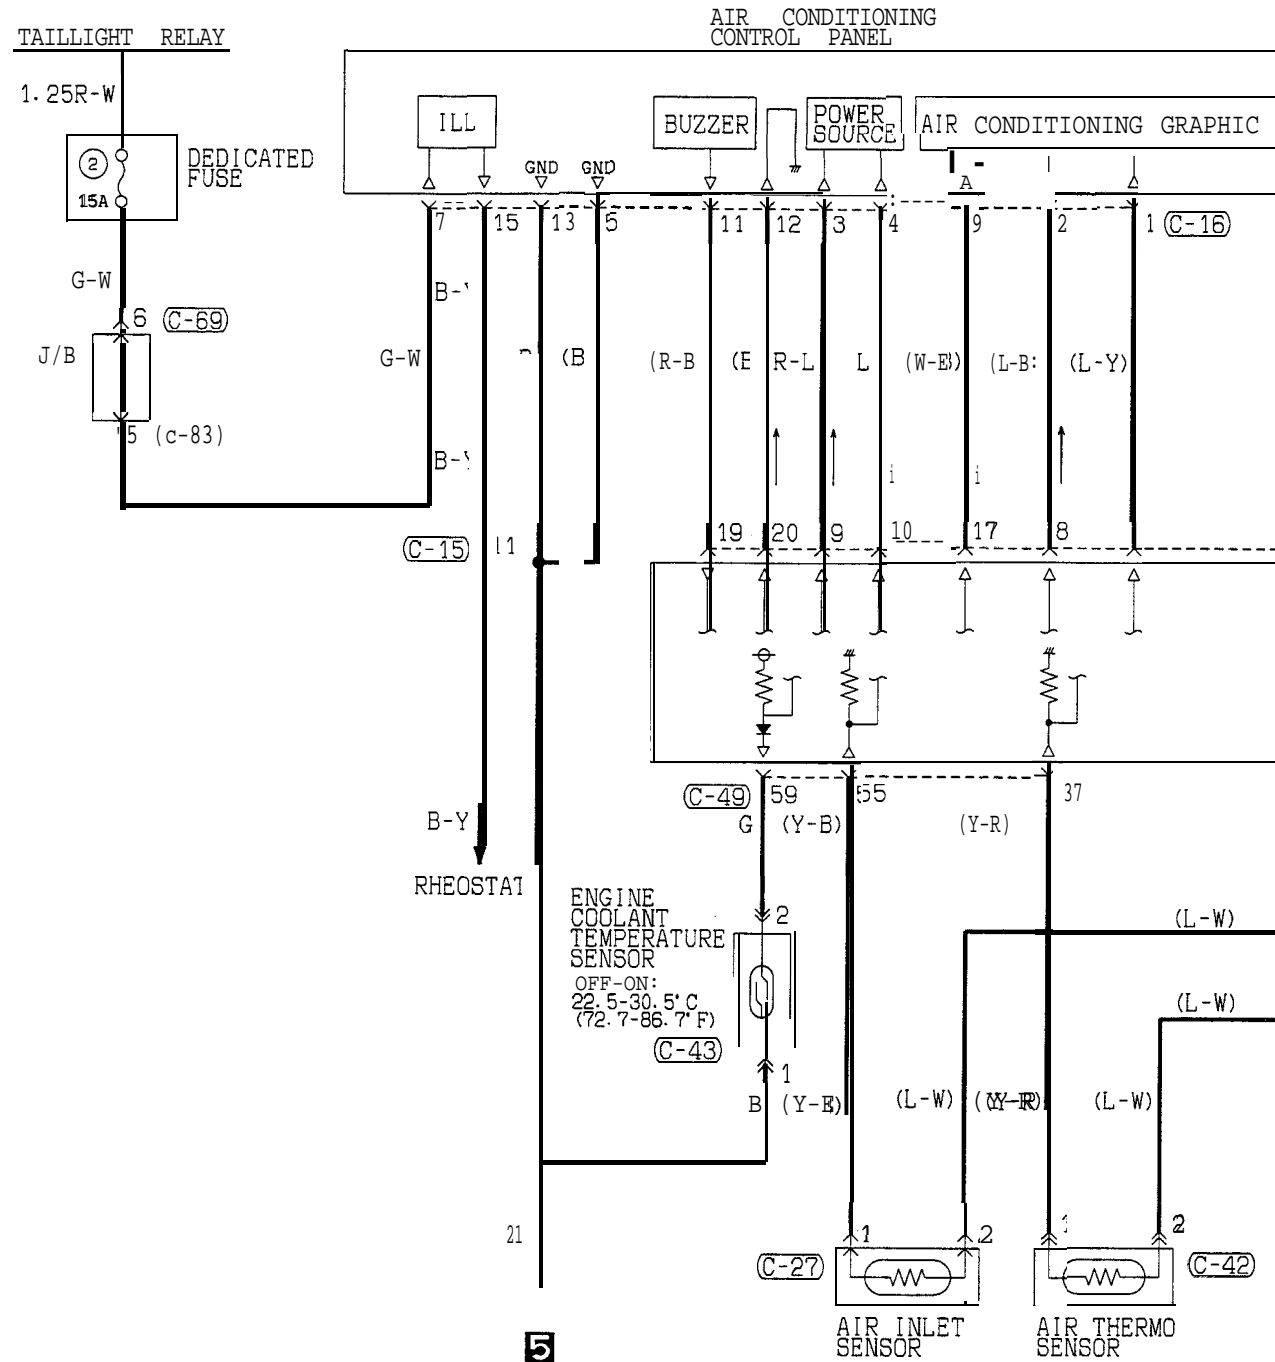 AIR CONDITIONING
CONTROL PANEL
TAILLIGHT RELAY
1.25R-W
ILL
BUZZER
POWER
SOURCE
AIR CONDITIONING GRAPHIC
2
15A
DEDICATED
FUSE
GND
GND
A
7
15
13
5
11
12
3
4
9
2
1
C-16
G-W
B-
6
C-69
J/B
G-W
(B
(R-B
R-L
L
(L-B:
(L-Y)
5
(c-83)
B-
C-15
11
19
20
9
10
17
8
C-49
59
55
37
B-Y
G
(Y-B)
(Y-R)
RHEOSTAT
ENGINE
COOLANT
TEMPERATURE
SENSOR
OFF-ON:
22.5-30.5°C
(72.7-86.7°F)
2
(L-W)
(L-W)
C-43
1
B
(L-W)
(L-W)
21
1
2
2
C-27
C-42
AIR INLET
SENSOR
AIR THERMO
SENSOR
5